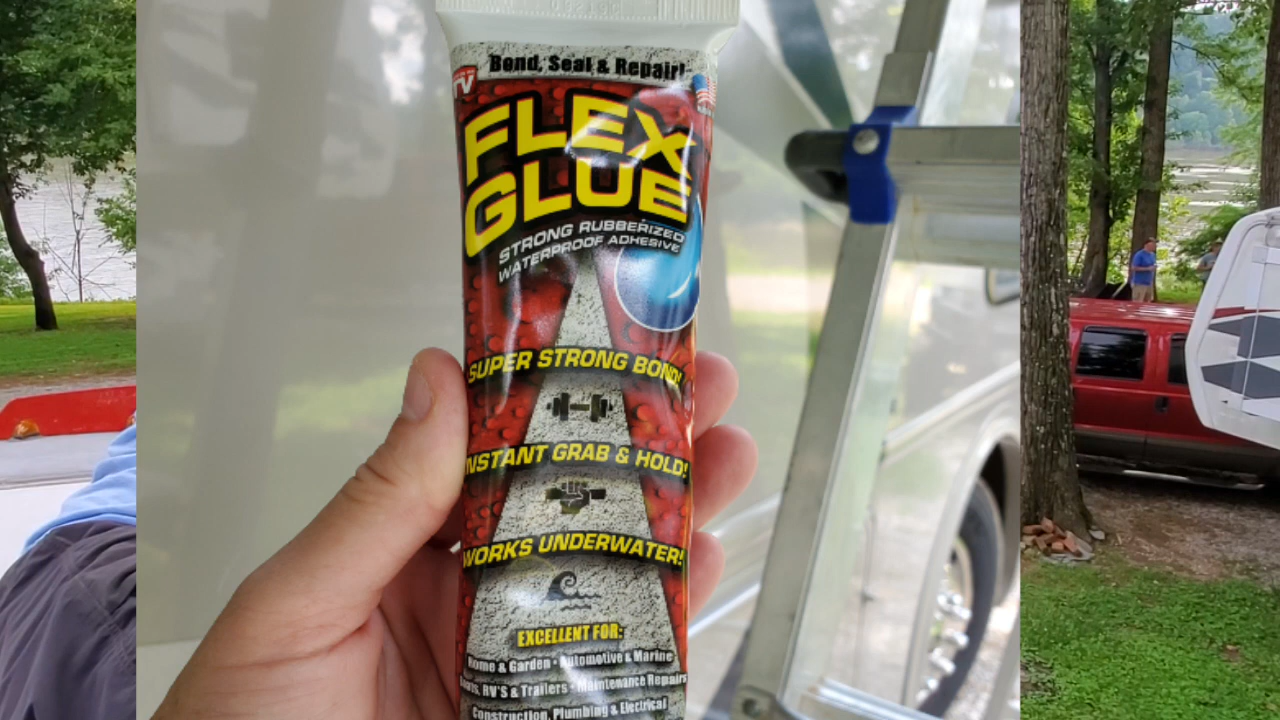 Bond, Seal & Repair!
TV
FLEX
GLUE
STRONG RUBBERIZED
WATERPROOF ADHESIVE
SUPER STRONG BOND!
INSTANT GRAB & HOLD!
WORKS UNDERWATER!
EXCELLENT FOR:
Home & Garden • Automotive & Marine
RV'S & Trailers • Maintenance Repairs
Construction, Plumbing & Electrical